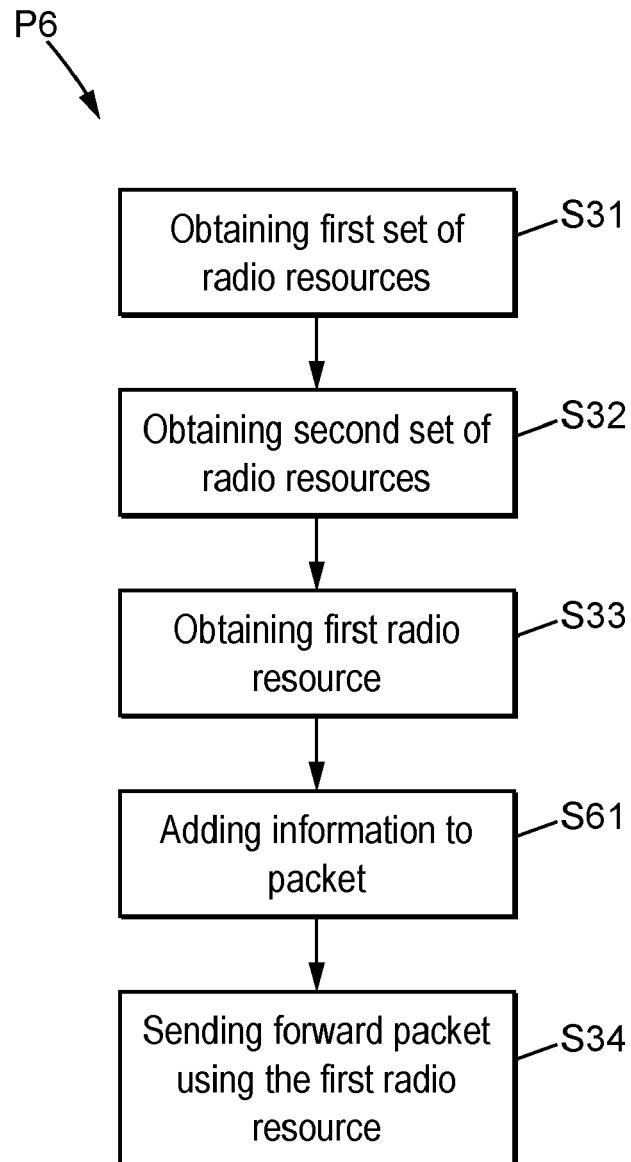 P6
Obtaining first set of
radio resources
S31
Obtaining second set of
radio resources
S32
Obtaining first radio
resource
S33
Adding information to
packet
S61
Sending forward packet
using the first radio
resource
S34